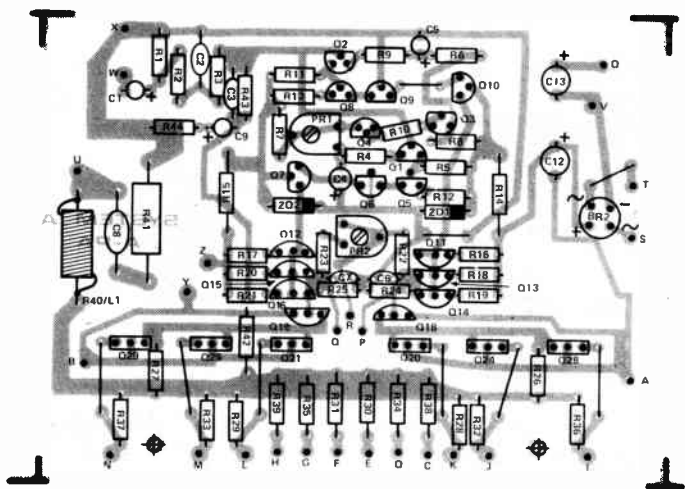 X
R1
R2
C2
R3
C3
R43
Q2
R11
R13
Q8
R9
C5
R6
Q9
Q10
C13
Q
V
W
C1
R44
C9
R7
PR1
Q4
R10
Q3
R8
R4
Q1
R5
C12
U
R41
C8
R15
Q7
Q6
Q5
R12
R14
BR2
T
S
ZD2
ZD1
PR2
Z
R17
R20
R21
Q12
Q15
Q16
R23
C7
R25
C6
R24
R22
Q11
R16
R18
R19
Q13
Q14
R40/L1
Y
R42
Q18
Q
R
P
Q18
B
R27
Q21
Q20
Q24
Q28
R26
A
R37
R33
R29
R39
R35
R31
R30
R34
R38
R28
R32
R36
N
M
L
H
G
F
E
Q
C
K
J
I